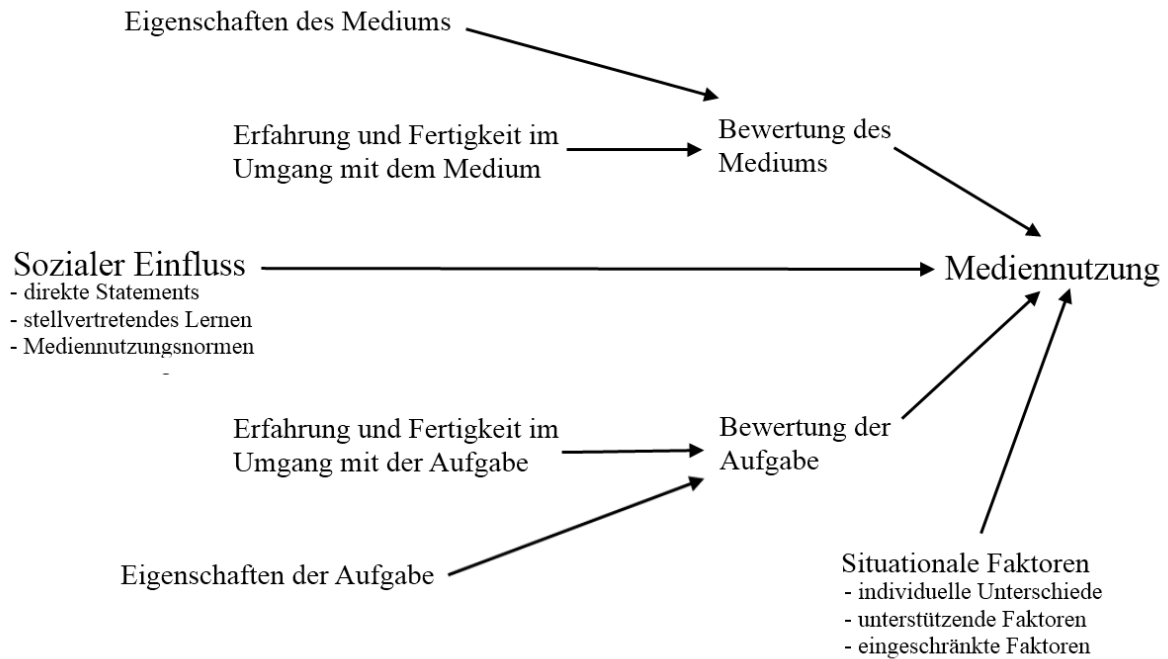 Eigenschaften des Mediums
Erfahrung und Fertigkeit im
Umgang mit dem Medium
Bewertung des
Mediums
Sozialer Einfluss
- direkte Statements
- stellvertretendes Lernen
- Mediennutzungsnormen
Mediennutzung
Erfahrung und Fertigkeit im
Umgang mit der Aufgabe
Bewertung der
Aufgabe
Eigenschaften der Aufgabe
Situationale Faktoren
- individuelle Unterschiede
- unterstützende Faktoren
- eingeschränkte Faktoren